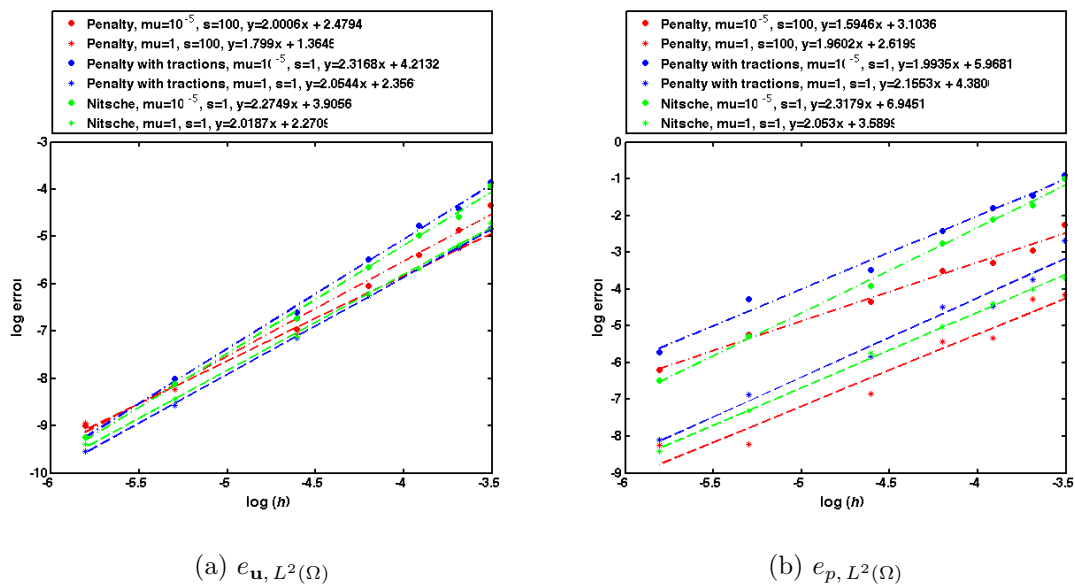 Penalty, mu=10^-5, s=100, y=2.0006x + 2.4794
Penalty, mu=1, s=100, y=1.799x + 1.3645
Penalty with tractions, mu=10^-5, s=1, y=2.3168x + 4.2132
Penalty with tractions, mu=1, s=1, y=2.0544x + 2.356
Nitsche, mu=10^-5, s=1, y=2.2749x + 3.9056
Nitsche, mu=1, s=1, y=2.0187x + 2.2709
-3
-4
-5
-6
-7
-8
-9
-10
log error
-6
-5.5
-5
-4.5
-4
-3.5
log (h)
(a) e_{u, L²(Ω)}
Penalty, mu=10^-5, s=100, y=1.5946x + 3.1036
Penalty, mu=1, s=100, y=1.9602x + 2.6199
Penalty with tractions, mu=10^-5, s=1, y=1.9935x + 5.9681
Penalty with tractions, mu=1, s=1, y=2.1553x + 4.380
Nitsche, mu=10^-5, s=1, y=2.3179x + 6.9451
Nitsche, mu=1, s=1, y=2.053x + 3.5899
0
-1
-2
-3
-4
-5
-6
-7
-8
-9
log error
-6
-5.5
-5
-4.5
-4
-3.5
log (h)
(b) e_{p, L²(Ω)}